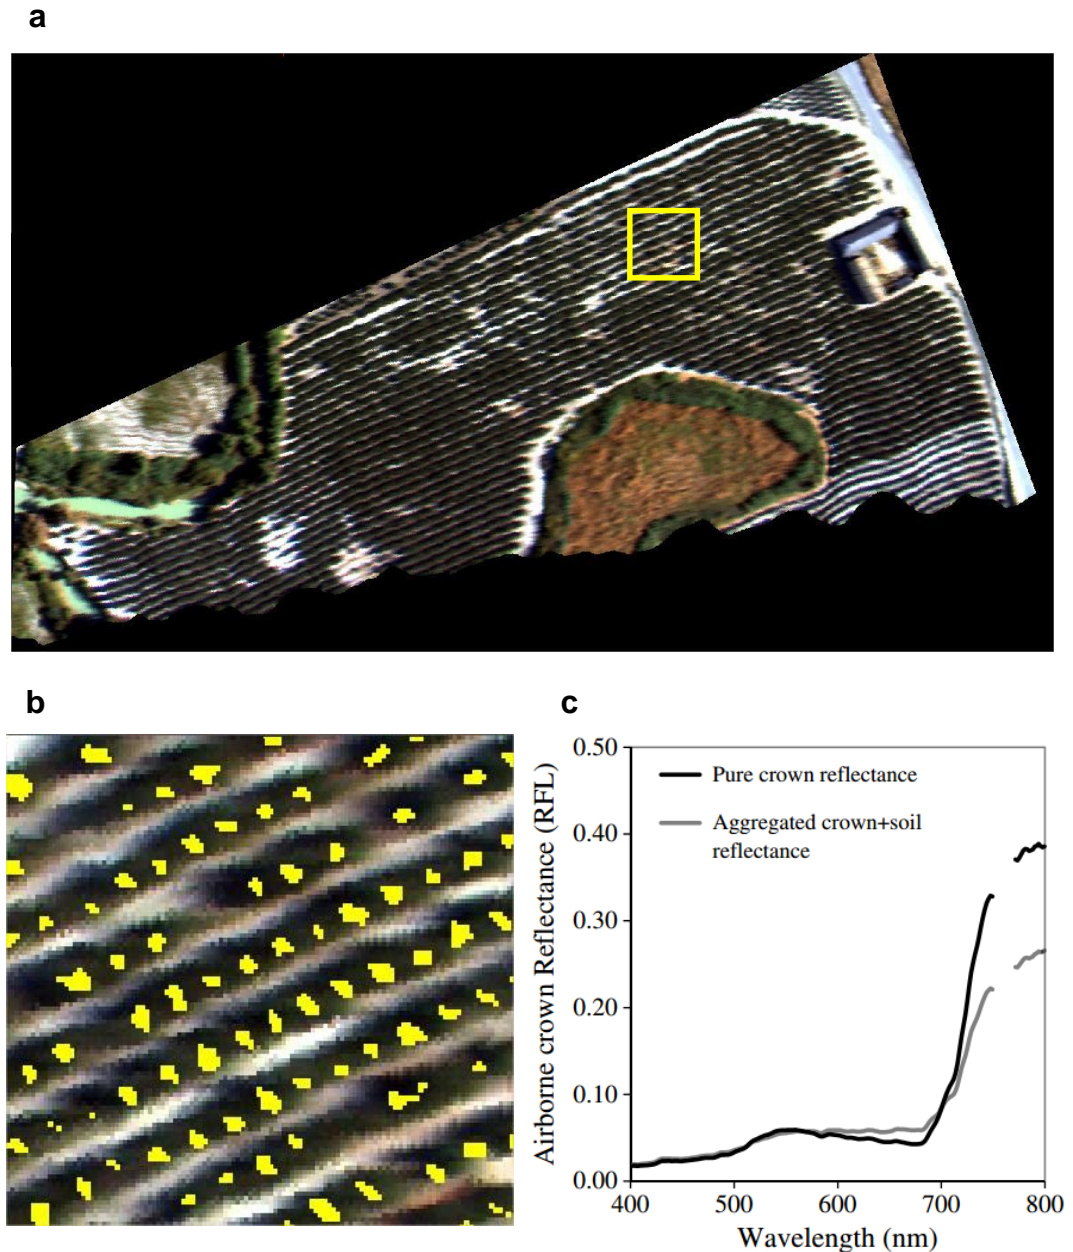 a
b
c
0.50
0.40
0.30
0.20
0.10
0.00
Airborne crown Reflectance (RFL)
Pure crown reflectance
Aggregated crown+soil
reflectance
400 500 600 700 800
Wavelength (nm)